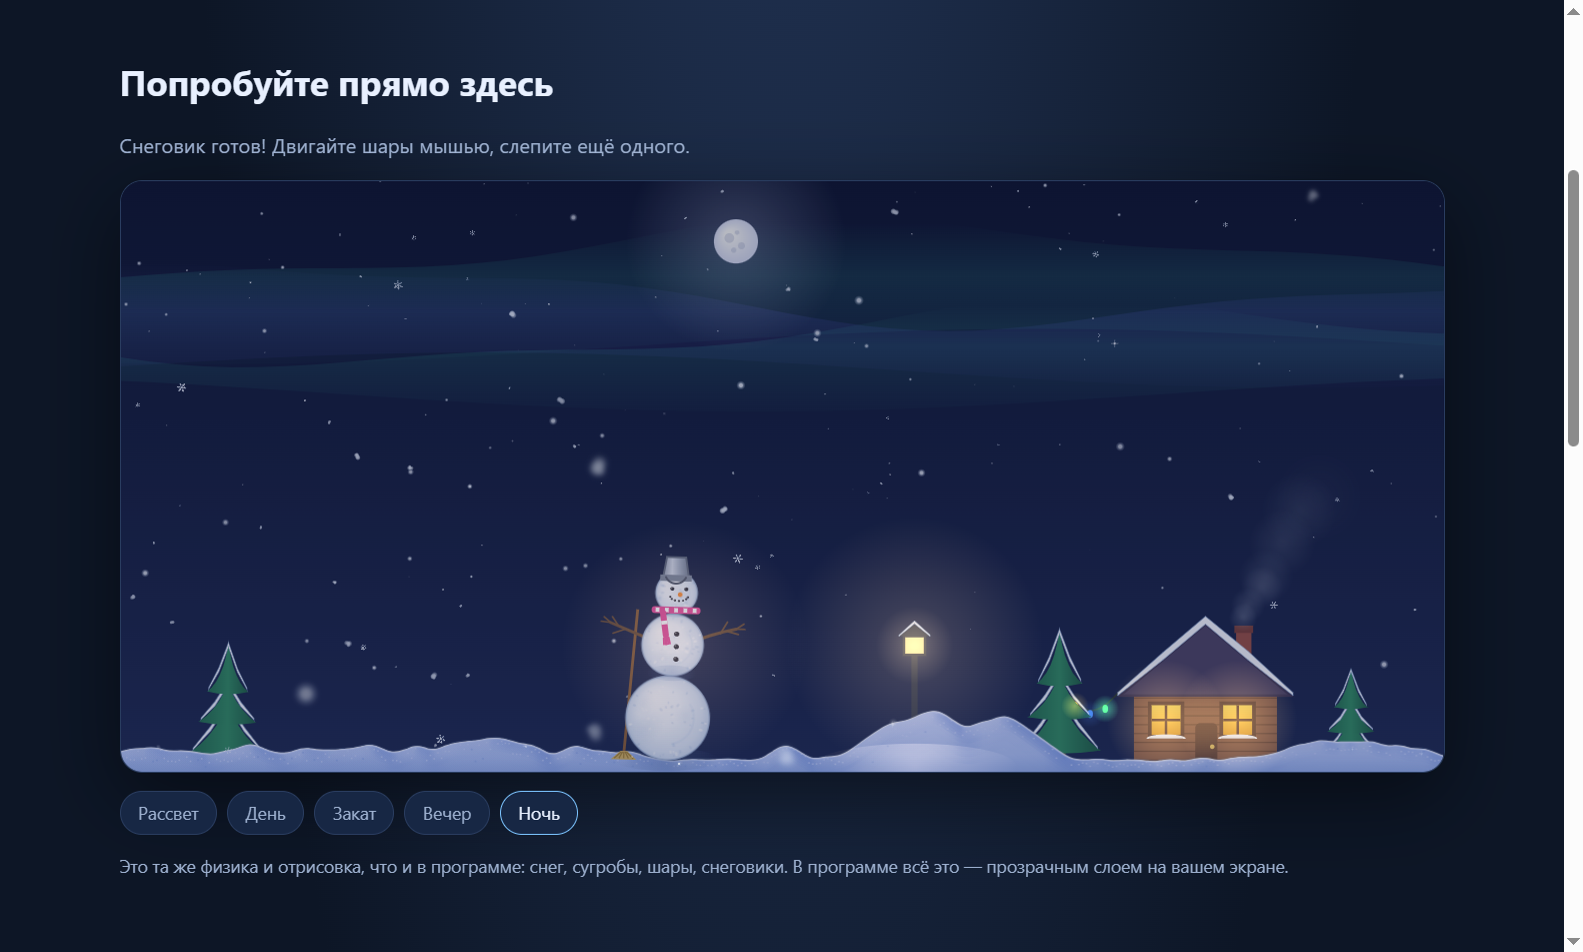 Попробуйте прямо здесь
Снеговик готов! Двигайте шары мышью, слепите ещё одного.
Рассвет
День
Закат
Вечер
Ночь
Это та же физика и отрисовка, что и в программе: снег, сугробы, шары, снеговики. В программе всё это — прозрачным слоем на вашем экране.